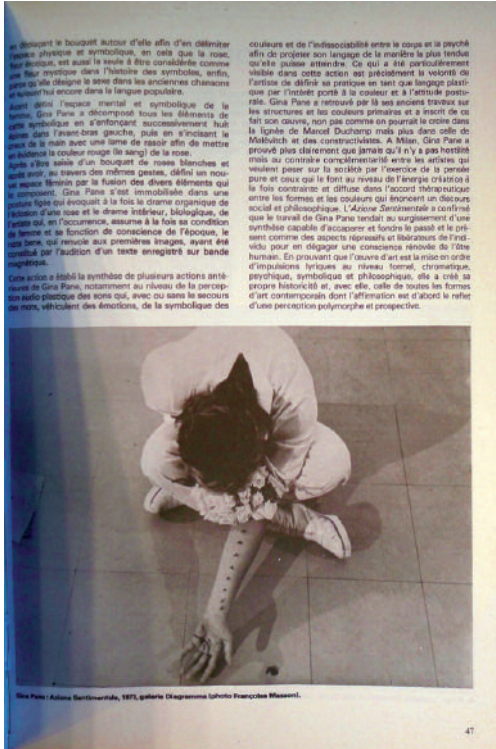 en déplaçant le bouquet autour d'elle afin d'en délimiter
l'espace physique et symbolique, en cela que la rose,
fleur érotique, est aussi la seule à être considérée comme
une fleur mystique dans l'histoire des symboles, enfin,
parce qu'elle désigne le sexe dans les anciennes chansons
et aujourd'hui encore dans la langue populaire.
Ayant défini l'espace mental et symbolique de la
femme, Gina Pane a décomposé tous les éléments de
cette symbolique en s'enfonçant successivement huit
épines dans l'avant-bras gauche, puis en s'incisant le
creux de la main avec une lame de rasoir afin de mettre
en évidence la couleur rouge (le sang) de la rose.
Après s'être saisie d'un bouquet de roses blanches et
après avoir, au travers des mêmes gestes, défini un nou-
vel espace féminin par la fusion des divers éléments qui
le composent, Gina Pane s'est immobilisée dans une
posture figée qui évoquait à la fois le drame organique de
l'éclosion d'une rose et le drame intérieur, biologique, de
l'artiste qui, en l'occurrence, assume à la fois sa condition
de femme et sa fonction de conscience de l'époque, le
tout bane, qui renvoie aux premières images, ayant été
constitué par l'audition d'un texte enregistré sur bande
magnétique.
Cette action a établi la synthèse de plusieurs actions anté-
rieures de Gina Pane, notamment au niveau de la percep-
tion audio-plastique des sons qui, avec ou sans le secours
des mots, véhiculent des émotions, de la symbolique des
couleurs et de l'indissociabilité entre le corps et la psyché
afin de projeter son langage de la manière la plus tendue
qu'elle puisse atteindre. Ce qui a été particulièrement
visible dans cette action est précisément la volonté de
l'artiste de définir sa pratique en tant que langage plasti-
que par l'intérêt porté à la couleur et à l'attitude postu-
rale. Gina Pane a retrouvé par là ses anciens travaux sur
les structures et les couleurs primaires et a inscrit de ce
fait son œuvre, non pas comme on pourrait le croire dans
la lignée de Marcel Duchamp mais plus dans celle de
Malévitch et des constructivistes. A Milan, Gina Pane a
prouvé plus clairement que jamais qu'il n'y a pas hostilité
mais au contraire complémentarité entre les artistes qui
veulent peser sur la société par l'exercice de la pensée
pure et ceux qui le font au niveau de l'énergie créatrice à
la fois contrainte et diffuse dans l'accord thérapeutique
entre les formes et les couleurs qui énoncent un discours
social et philosophique. L'Azione Sentimentale a confirmé
que le travail de Gina Pane tendait au surgissement d'une
synthèse capable d'accaparer et fondre le passé et le pré-
sent comme des aspects répressifs et libérateurs de l'indi-
vidu pour en dégager une conscience rénovée de l'être
humain. En prouvant que l'œuvre d'art est la mise en ordre
d'impulsions lyriques au niveau formel, chromatique,
psychique, symbolique et philosophique, elle a créé sa
propre historicité et, avec elle, celle de toutes les formes
d'art contemporain dont l'affirmation est d'abord le reflet
d'une perception polymorphe et prospective.
Gina Pane : Azione Sentimentale, 1973, galerie Diagramma (photo Françoise Masson).
47